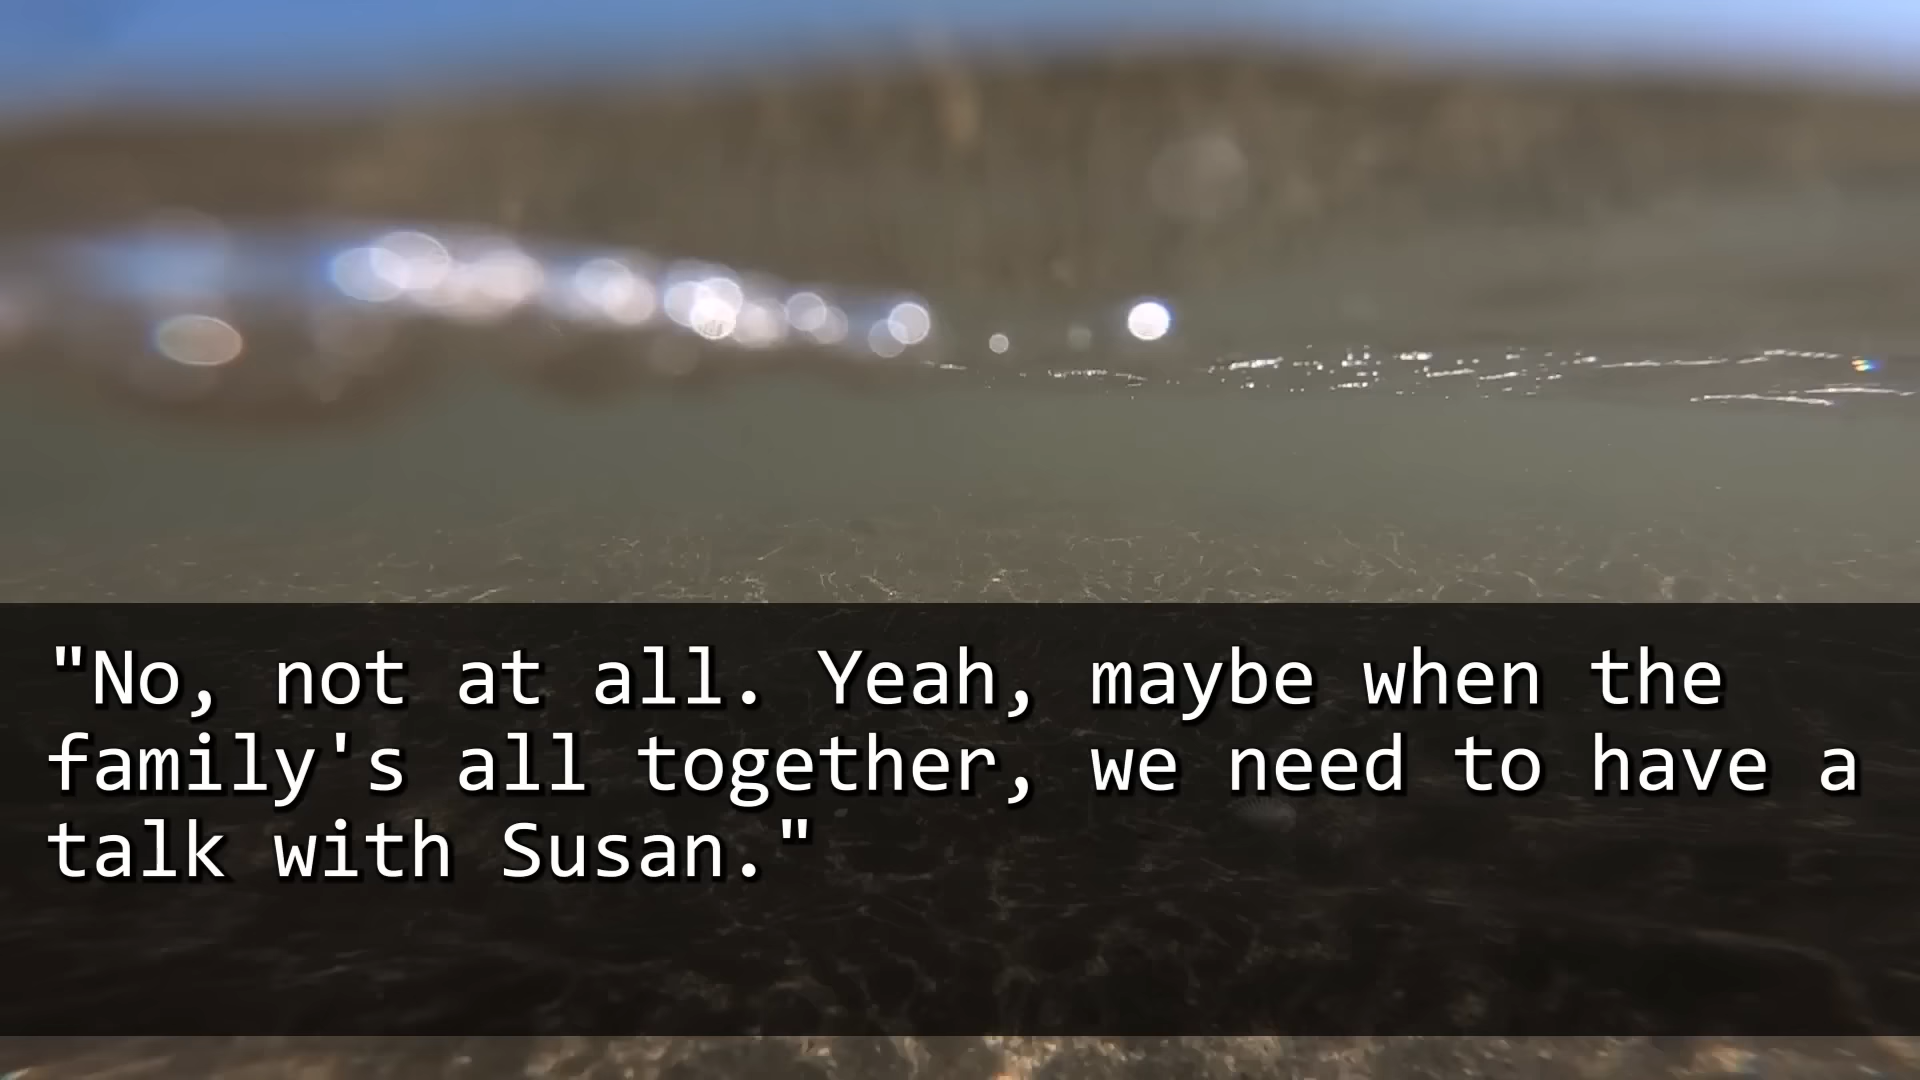 "No, not at all. Yeah, maybe when the
family's all together, we need to have a
talk with Susan."